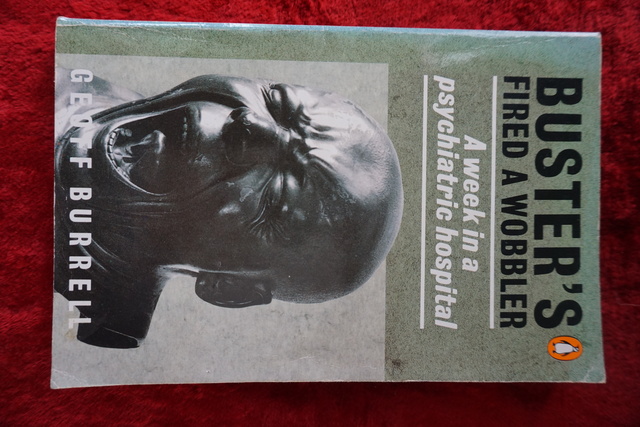 BUSTER'S
FIRED A WOBBLER
A week in a
psychiatric hospital
GEOFF BURRELL